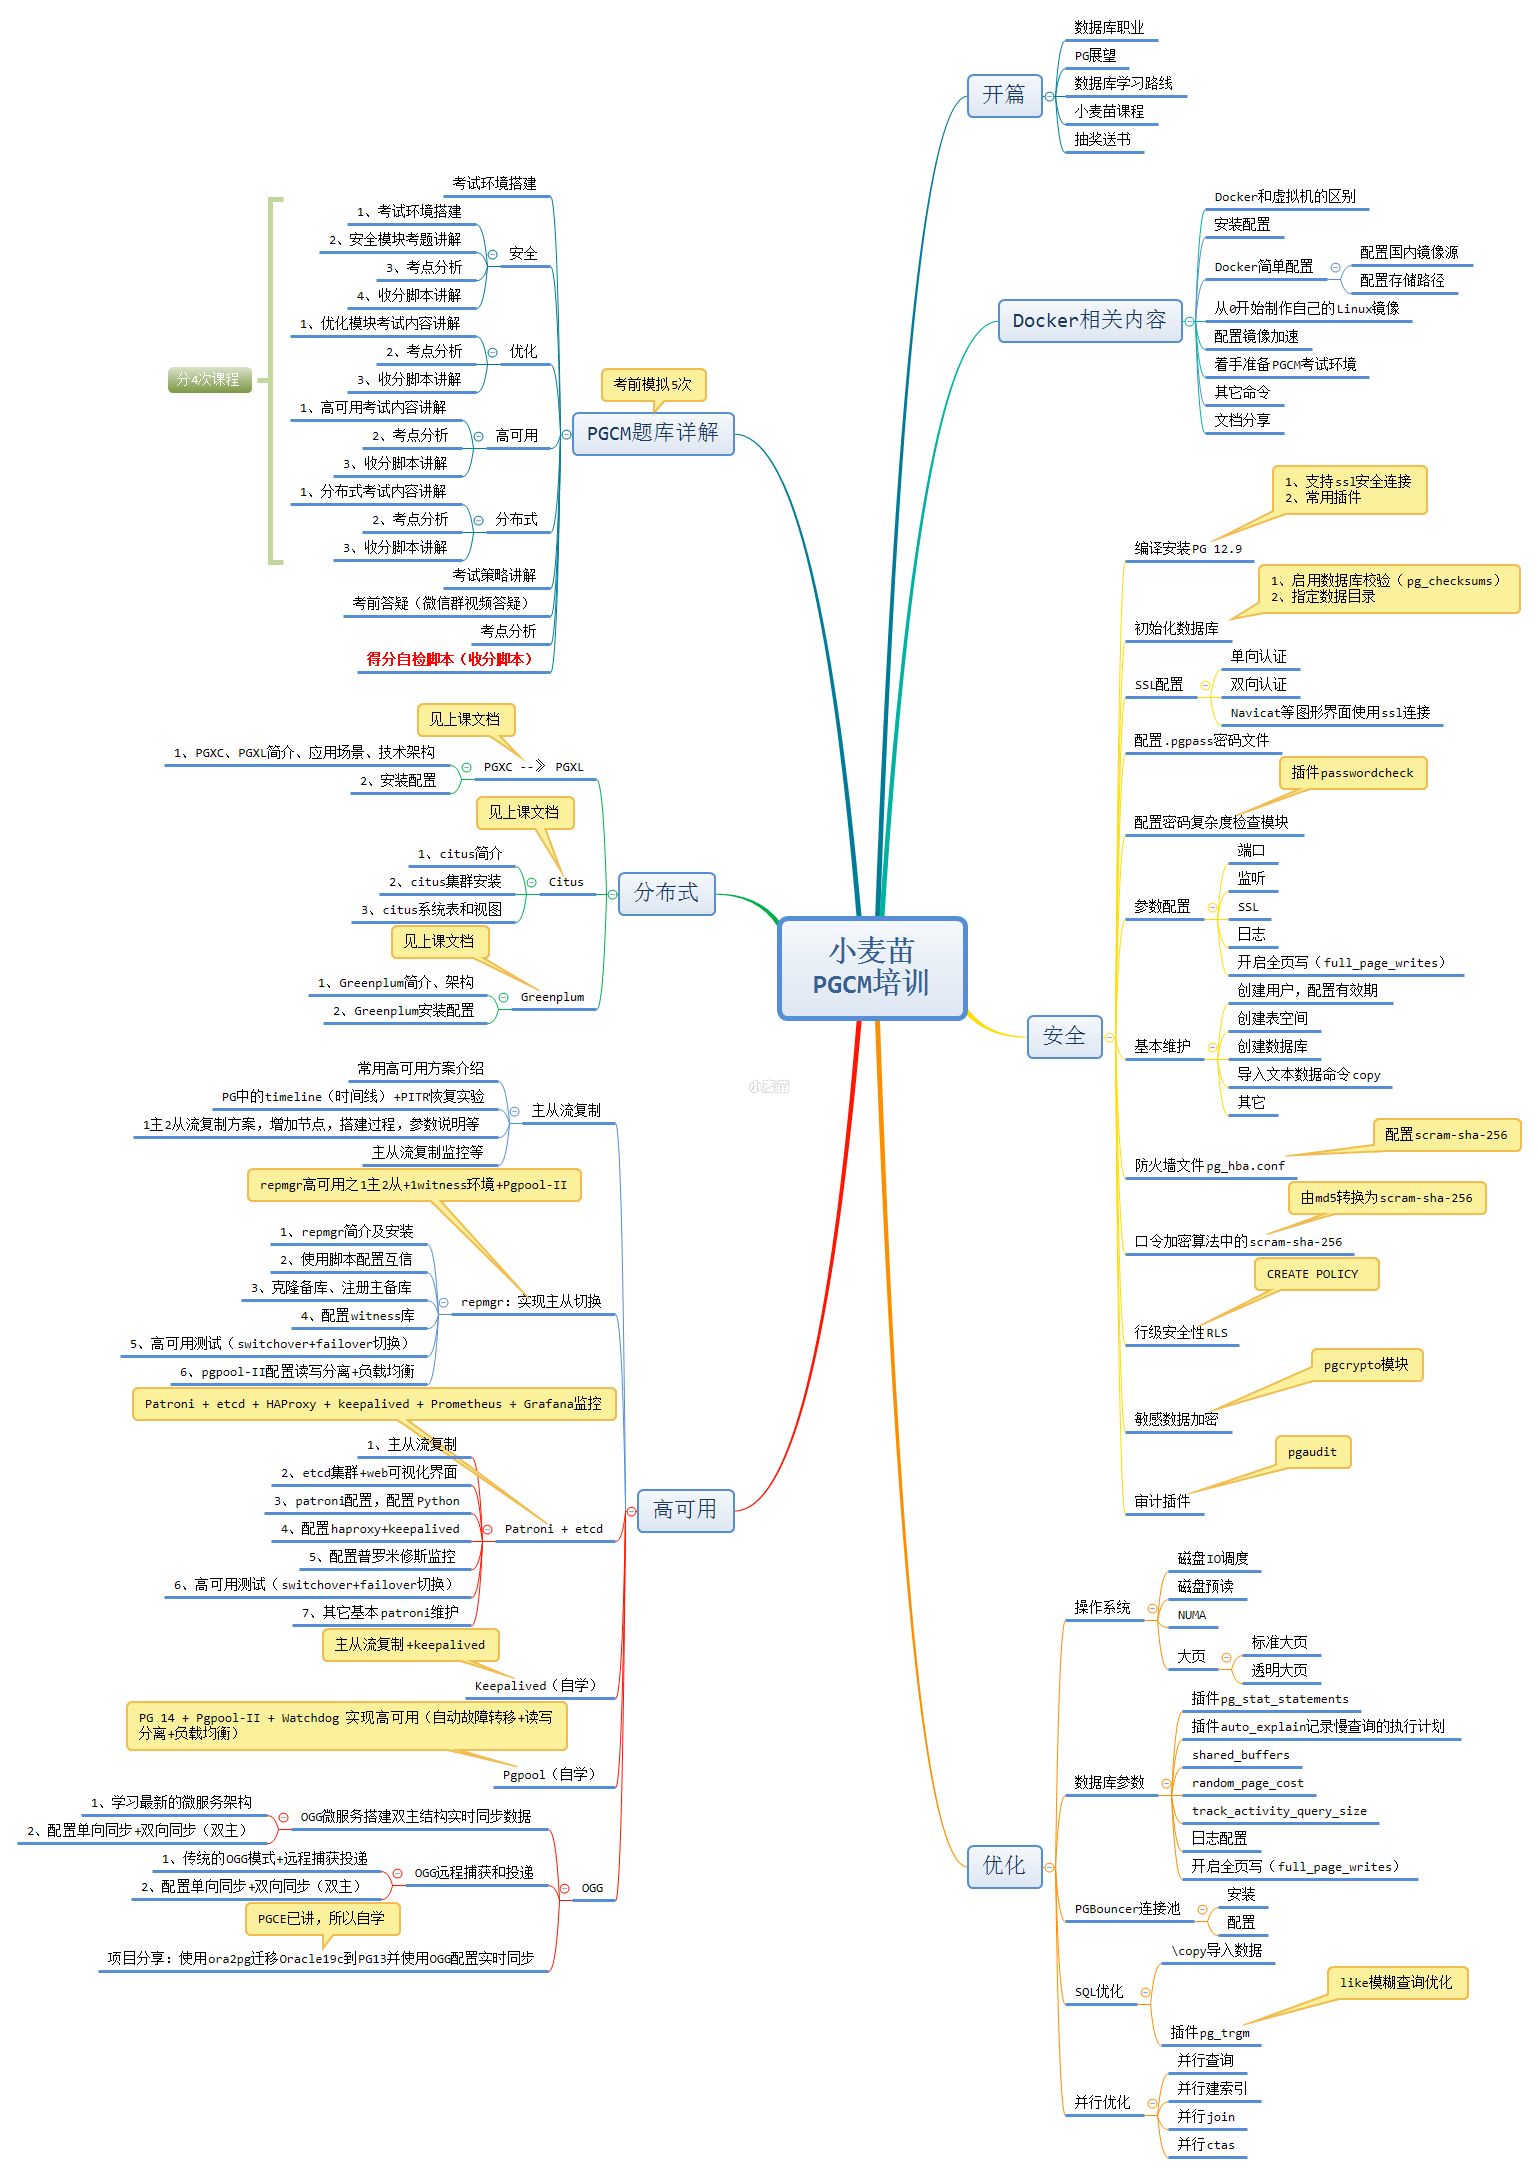 小麦苗
PGCM培训
开篇
数据库职业
PG展望
数据库学习路线
小麦苗课程
抽奖送书
Docker相关内容
Docker和虚拟机的区别
安装配置
Docker简单配置
配置国内镜像源
配置存储路径
从0开始制作自己的Linux镜像
配置镜像加速
着手准备PGCM考试环境
其它命令
文档分享
安全
1、支持ssl安全连接
2、常用插件
编译安装PG 12.9
1、启用数据库校验（pg_checksums）
2、指定数据目录
初始化数据库
SSL配置
单向认证
双向认证
Navicat等图形界面使用ssl连接
配置.pgpass密码文件
插件passwordcheck
配置密码复杂度检查模块
参数配置
端口
监听
SSL
日志
开启全页写（full_page_writes）
基本维护
创建用户，配置有效期
创建表空间
创建数据库
导入文本数据命令copy
其它
配置scram-sha-256
防火墙文件pg_hba.conf
由md5转换为scram-sha-256
口令加密算法中的scram-sha-256
CREATE POLICY
行级安全性RLS
pgcrypto模块
敏感数据加密
pgaudit
审计插件
优化
操作系统
磁盘IO调度
磁盘预读
NUMA
大页
标准大页
透明大页
数据库参数
插件pg_stat_statements
插件auto_explain记录慢查询的执行计划
shared_buffers
random_page_cost
track_activity_query_size
日志配置
开启全页写（full_page_writes）
PGBouncer连接池
安装
配置
SQL优化
\copy导入数据
like模糊查询优化
插件pg_trgm
并行优化
并行查询
并行建索引
并行join
并行ctas
考前模拟5次
PGCM题库详解
分4次课程
考试环境搭建
安全
1、考试环境搭建
2、安全模块考题讲解
3、考点分析
4、收分脚本讲解
优化
1、优化模块考试内容讲解
2、考点分析
3、收分脚本讲解
高可用
1、高可用考试内容讲解
2、考点分析
3、收分脚本讲解
分布式
1、分布式考试内容讲解
2、考点分析
3、收分脚本讲解
考试策略讲解
考前答疑（微信群视频答疑）
考点分析
得分自检脚本（收分脚本）
分布式
见上课文档
PGXC --》 PGXL
1、PGXC、PGXL简介、应用场景、技术架构
2、安装配置
见上课文档
Citus
1、citus简介
2、citus集群安装
3、citus系统表和视图
见上课文档
Greenplum
1、Greenplum简介、架构
2、Greenplum安装配置
小麦苗
高可用
主从流复制
常用高可用方案介绍
PG中的timeline（时间线）+PITR恢复实验
1主2从流复制方案，增加节点，搭建过程，参数说明等
主从流复制监控等
repmgr高可用之1主2从+1witness环境+Pgpool-II
repmgr：实现主从切换
1、repmgr简介及安装
2、使用脚本配置互信
3、克隆备库、注册主备库
4、配置witness库
5、高可用测试（switchover+failover切换）
6、pgpool-II配置读写分离+负载均衡
Patroni + etcd + HAProxy + keepalived + Prometheus + Grafana监控
Patroni + etcd
1、主从流复制
2、etcd集群+web可视化界面
3、patroni配置，配置Python
4、配置haproxy+keepalived
5、配置普罗米修斯监控
6、高可用测试（switchover+failover切换）
7、其它基本patroni维护
主从流复制+keepalived
Keepalived（自学）
PG 14 + Pgpool-II + Watchdog 实现高可用（自动故障转移+读写
分离+负载均衡）
Pgpool（自学）
OGG
OGG微服务搭建双主结构实时同步数据
1、学习最新的微服务架构
2、配置单向同步+双向同步（双主）
OGG远程捕获和投递
1、传统的OGG模式+远程捕获投递
2、配置单向同步+双向同步（双主）
PGCE已讲，所以自学
项目分享：使用ora2pg迁移Oracle19c到PG13并使用OGG配置实时同步